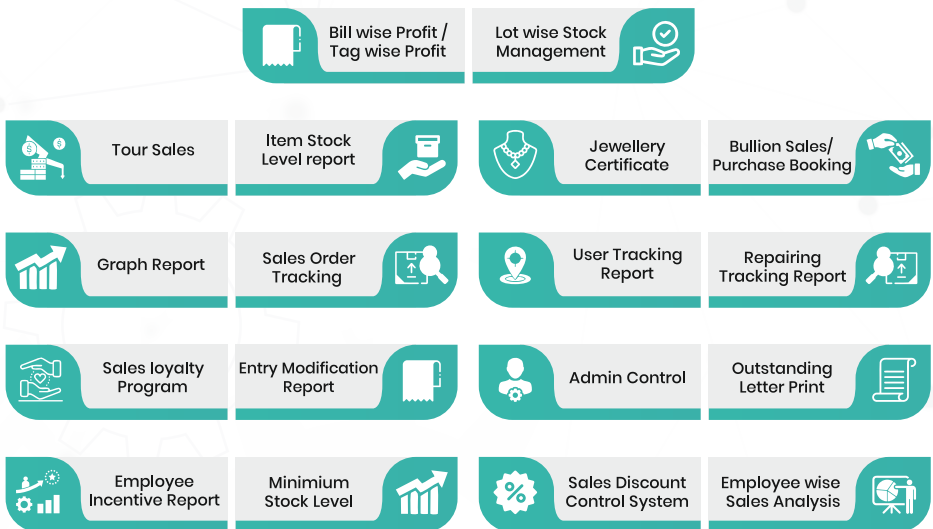 Bill wise Profit /
Tag wise Profit
Lot wise Stock
Management
Tour Sales
Item Stock
Level report
Jewellery
Certificate
Bullion Sales/
Purchase Booking
Graph Report
Sales Order
Tracking
User Tracking
Report
Repairing
Tracking Report
Sales loyalty
Program
Entry Modification
Report
Admin Control
Outstanding
Letter Print
Employee
Incentive Report
Minimium
Stock Level
Sales Discount
Control System
Employee wise
Sales Analysis